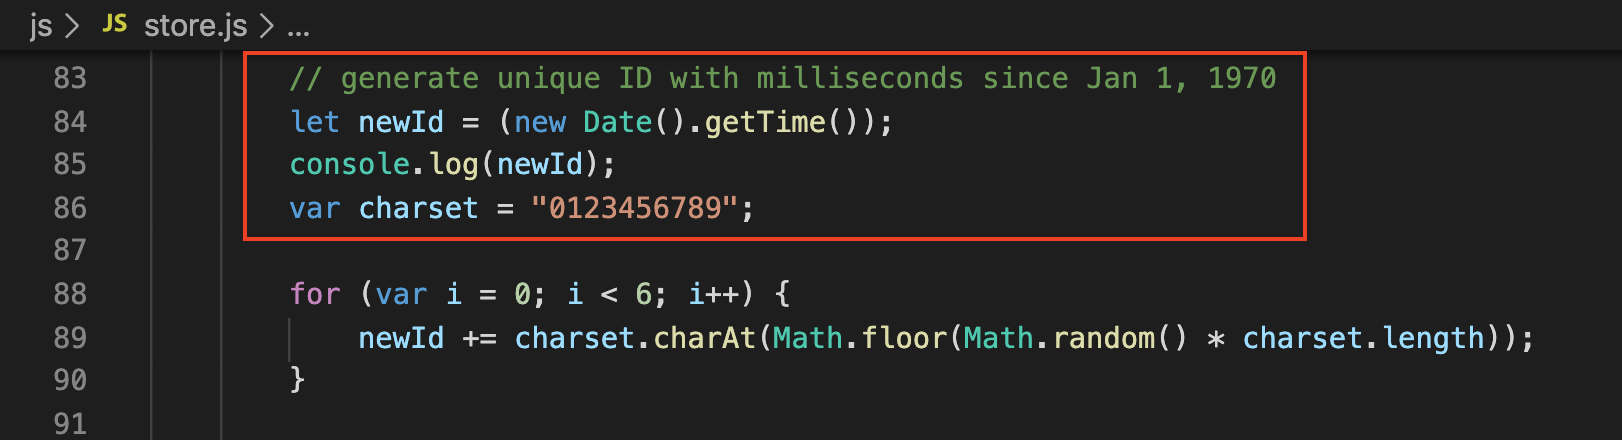 js > JS store.js > ...
83 // generate unique ID with milliseconds since Jan 1, 1970
84 let newId = (new Date().getTime());
85 console.log(newId);
86 var charset = "0123456789";
87
88 for (var i = 0; i < 6; i++) {
89 newId += charset.charAt(Math.floor(Math.random() * charset.length));
90 }
91